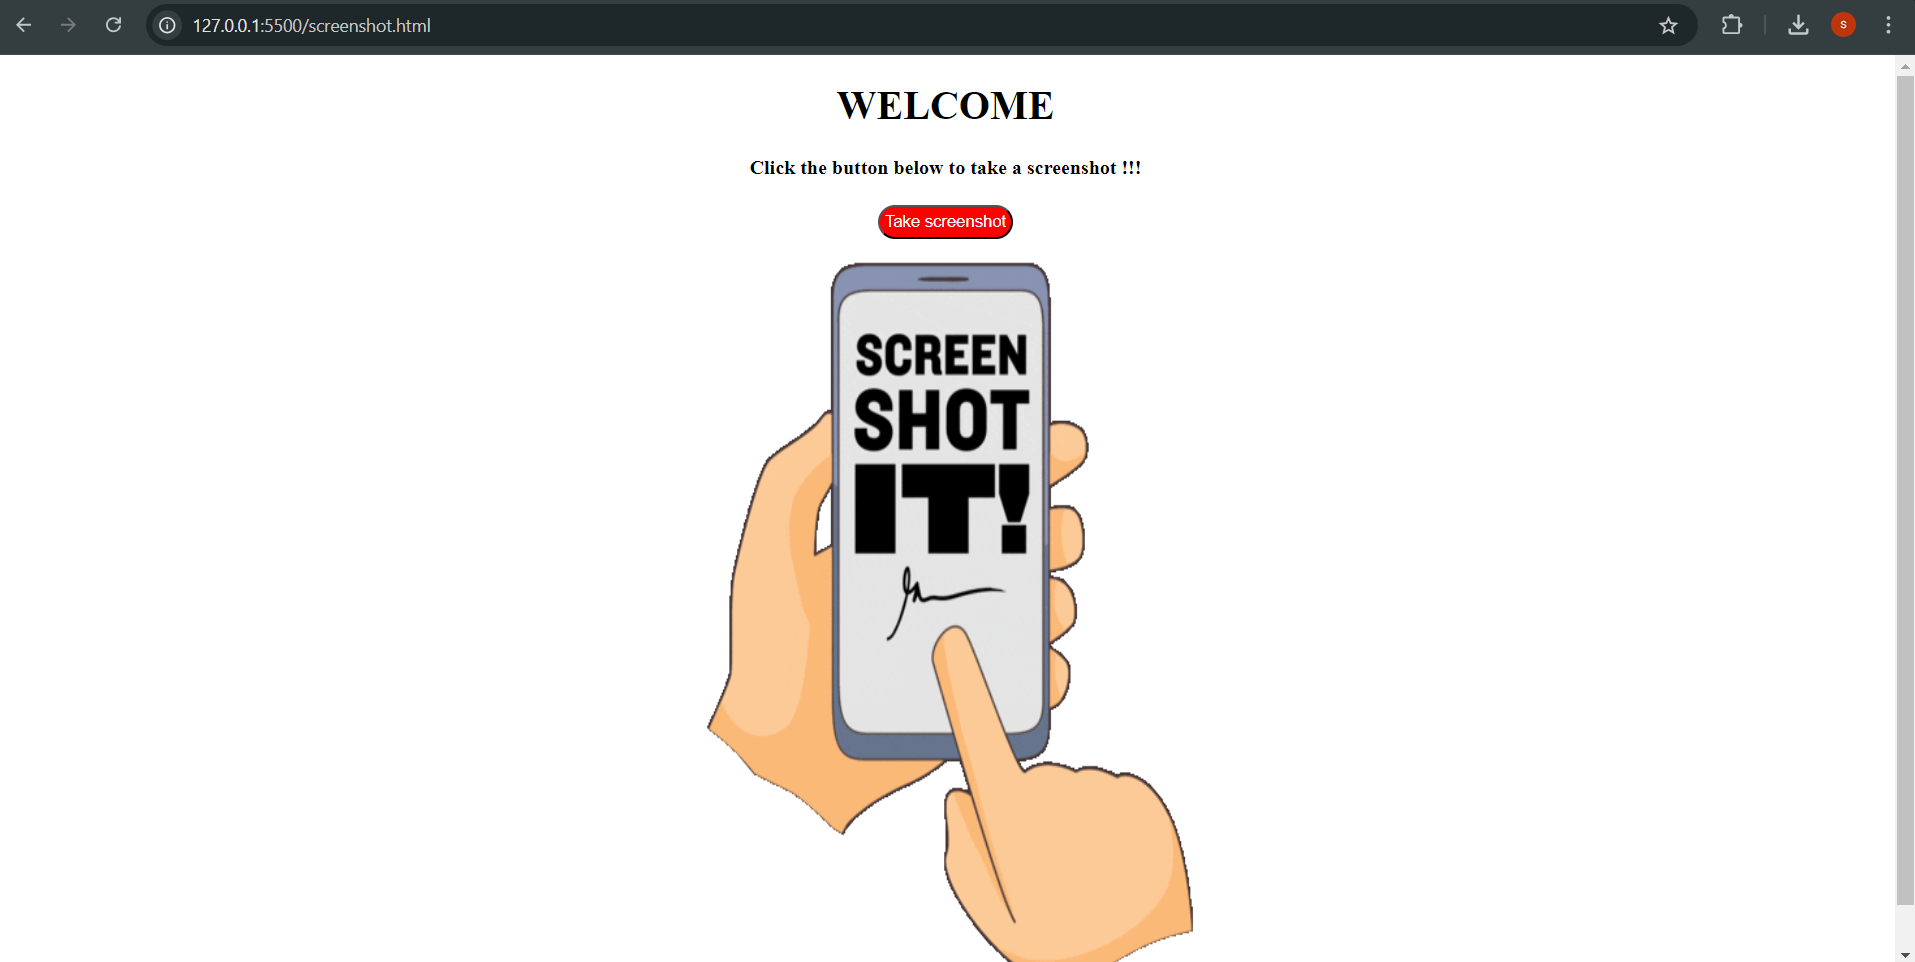 127.0.0.1:5500/screenshot.html
S
WELCOME
Click the button below to take a screenshot !!!
Take screenshot
SCREEN
SHOT
IT!